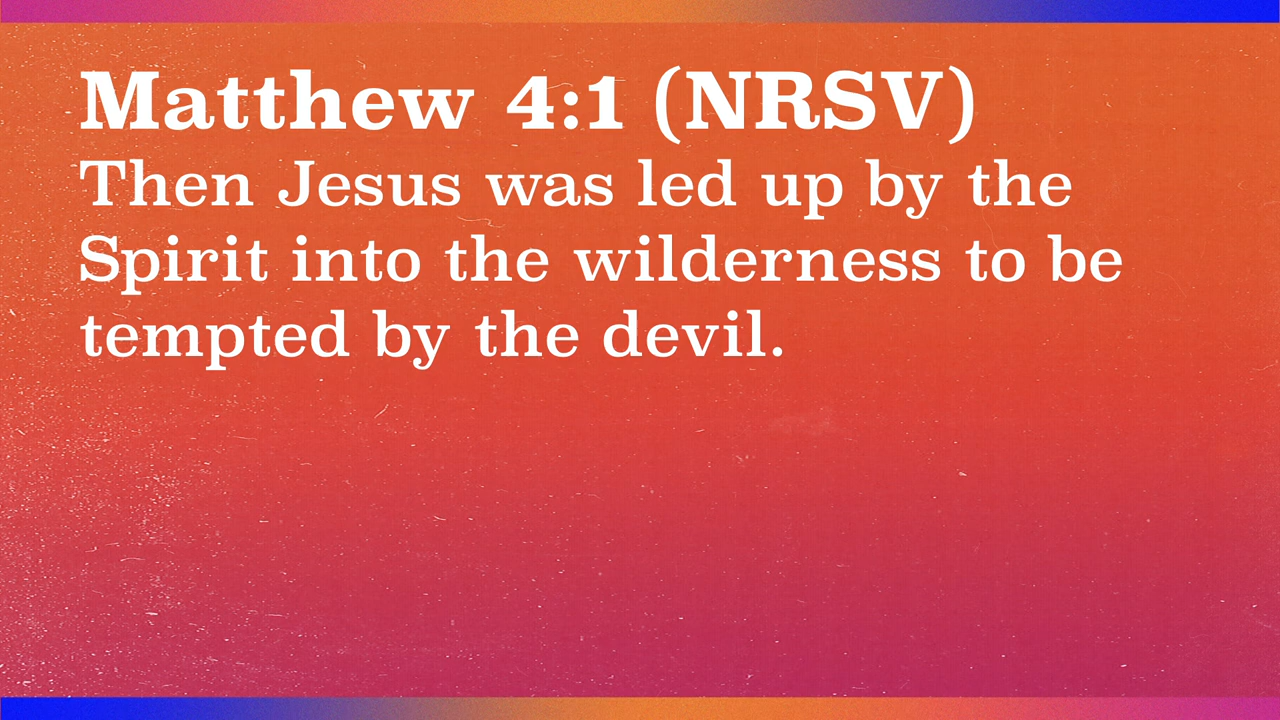 Matthew 4:1 (NRSV)
Then Jesus was led up by the
Spirit into the wilderness to be
tempted by the devil.